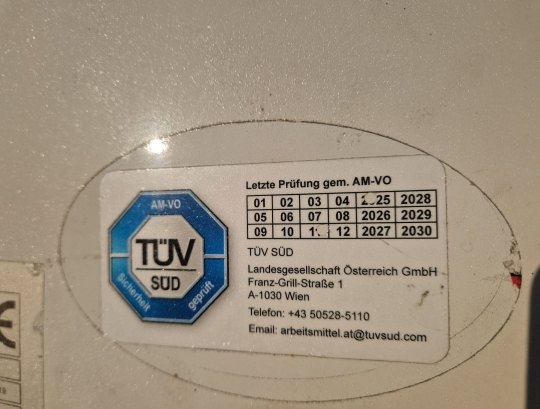 AM-VO
TÜV
SÜD
Sicherheit
geprüft
Letzte Prüfung gem. AM-VO
01 02 03 04 2025 2028
05 06 07 08 2026 2029
09 10 12 2027 2030
TÜV SÜD
Landesgesellschaft Österreich GmbH
Franz-Grill-Straße 1
A-1030 Wien
Telefon: +43 50528-5110
Email: arbeitsmittel.at@tuvsud.com